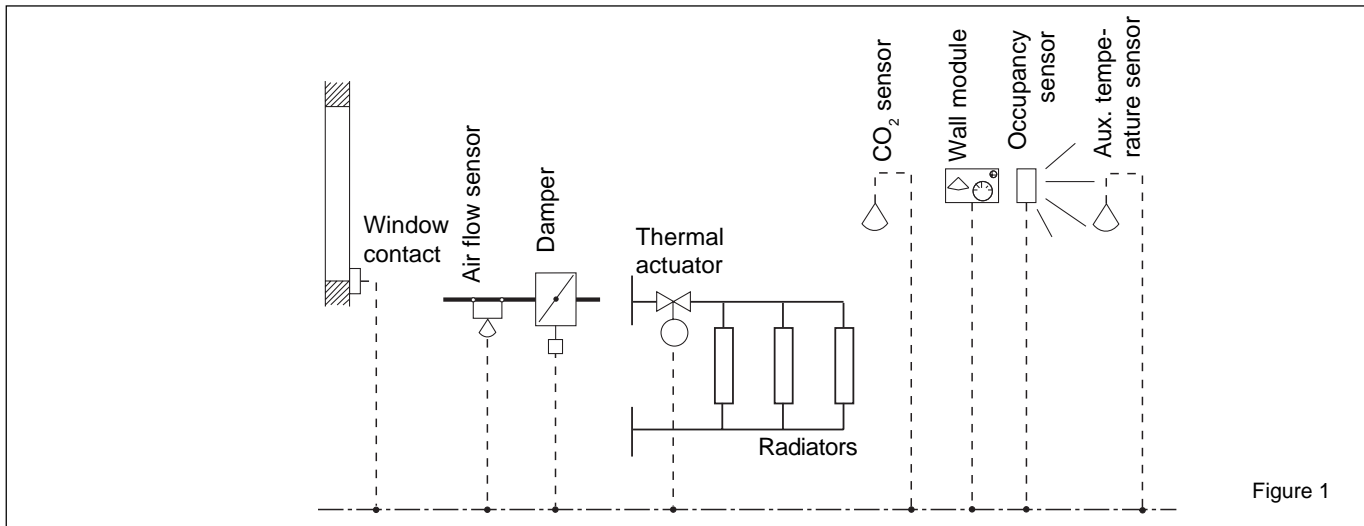 Window
contact
Air flow sensor
Damper
Thermal
actuator
Radiators
CO₂ sensor
Wall module
Occupancy
sensor
Aux. tempe-
rature sensor
Figure 1